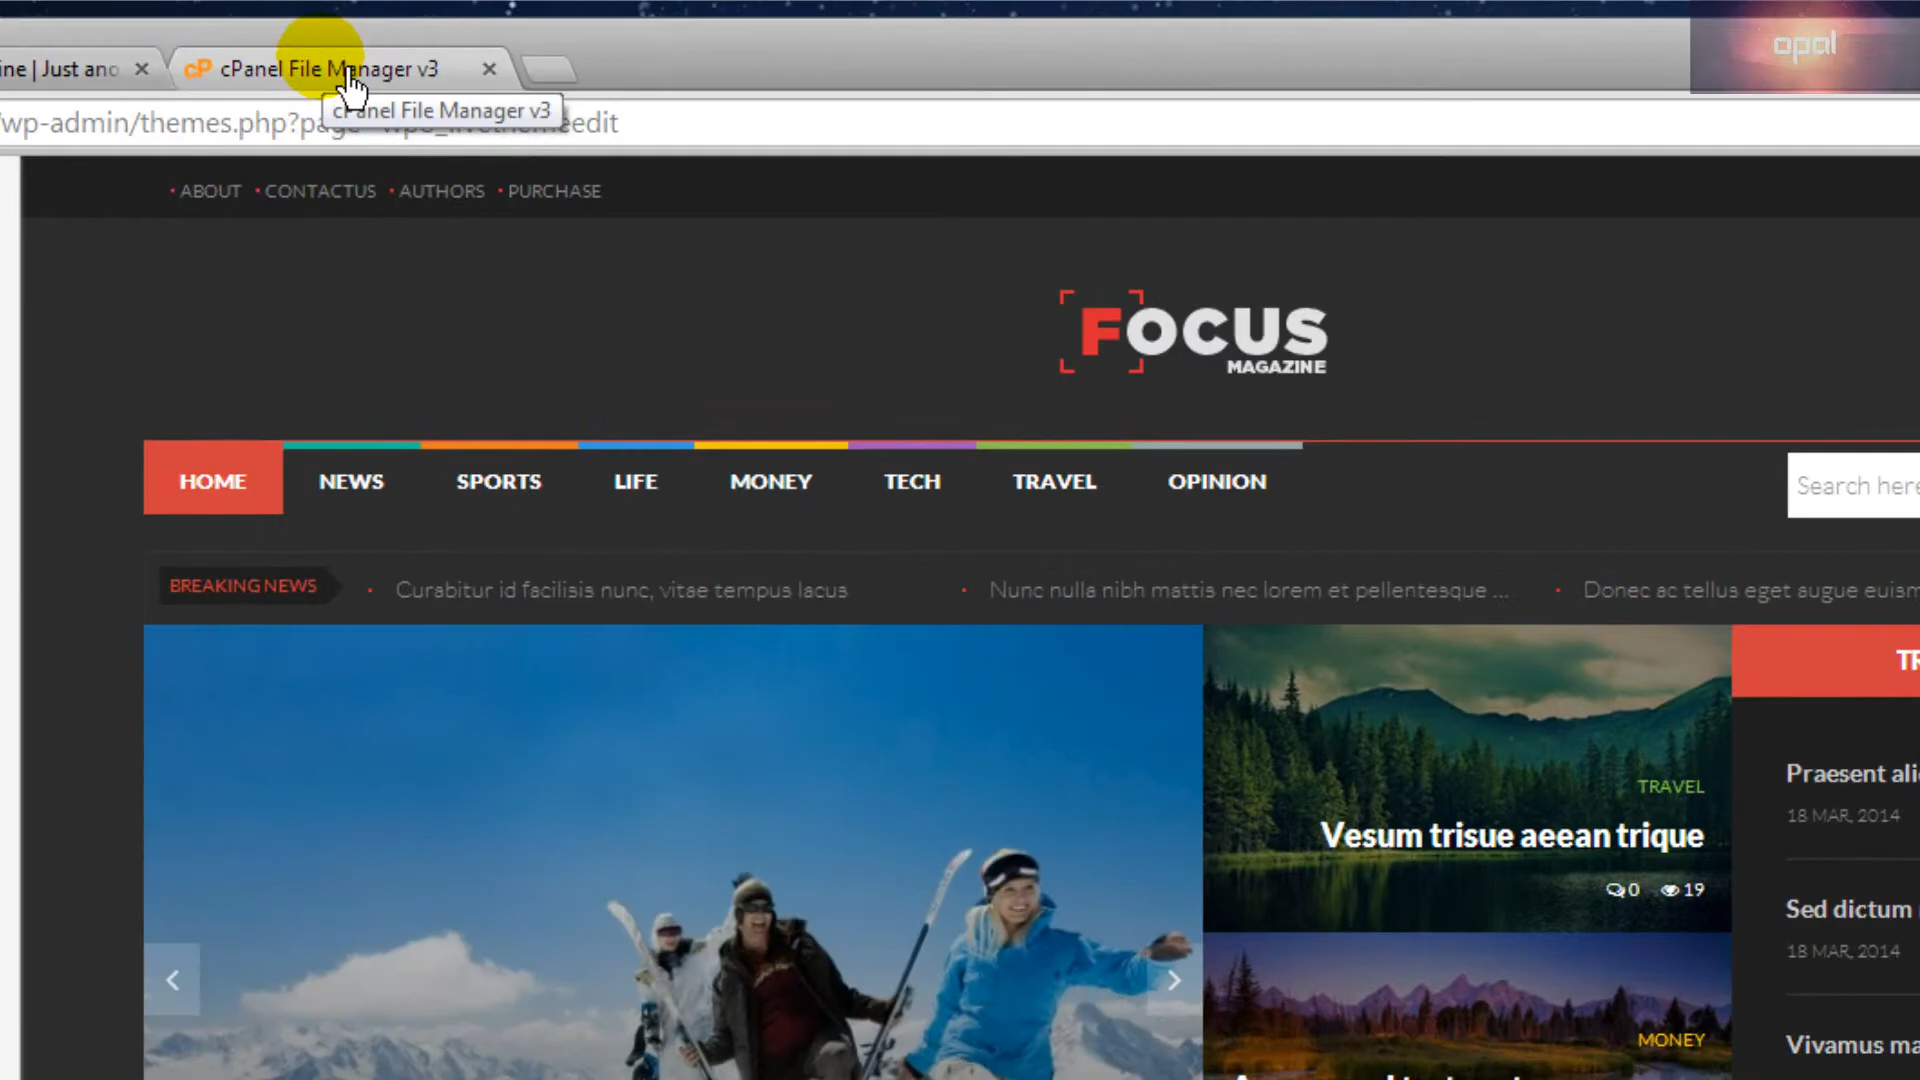 opal
ine | Just ano
cPanel File Manager v3
cPanel File Manager v3
/wp-admin/themes.php?page
ABOUT CONTACTUS AUTHORS PURCHASE
FOCUS
MAGAZINE
HOME NEWS SPORTS LIFE MONEY TECH TRAVEL OPINION
Search here
BREAKING NEWS Curabitur id facilisis nunc, vitae tempus lacus Nunc nulla nibh mattis nec lorem et pellentesque ... Donec ac tellus eget augue euism
TR
TRAVEL
Vesum trisue aeean trique
0 19
Praesent ali
18 MAR, 2014
Sed dictum
18 MAR, 2014
MONEY
Vivamus ma